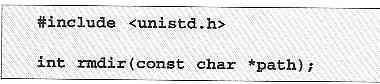 #include <unistd.h>
int rmdir(const char *path);